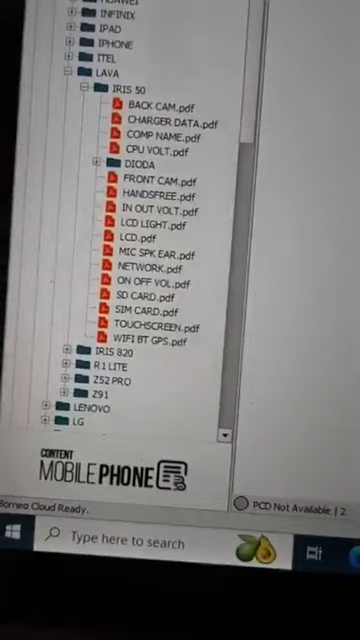 HUAWEI
INFINIX
IPAD
IPHONE
ITEL
LAVA
IRIS 50
BACK CAM.pdf
CHARGER DATA.pdf
COMP NAME.pdf
CPU VOLT.pdf
DIODA
FRONT CAM.pdf
HANDSFREE.pdf
IN OUT VOLT.pdf
LCD LIGHT.pdf
LCD.pdf
MIC SPK EAR.pdf
NETWORK.pdf
ON OFF VOL.pdf
SD CARD.pdf
SIM CARD.pdf
TOUCHSCREEN.pdf
WIFI BT GPS.pdf
IRIS 820
R1 LITE
Z52 PRO
Z91
LENOVO
LG
CONTENT
MOBILE PHONE
Borneo Cloud Ready.
PCD Not Available | 2
Type here to search